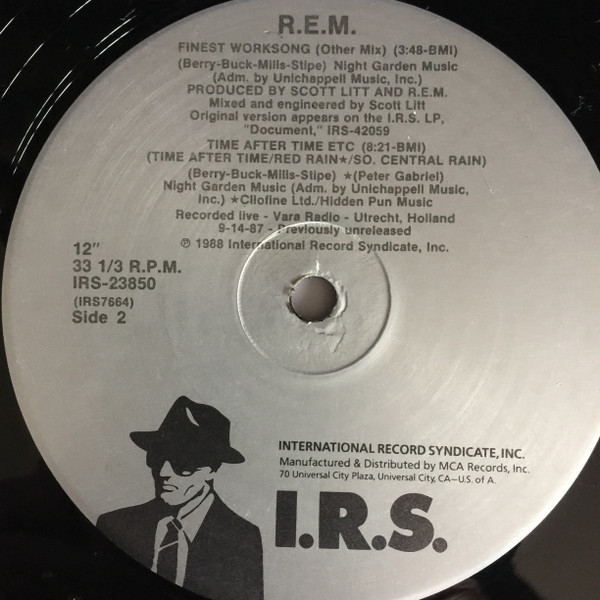 R.E.M.
FINEST WORKSONG (Other Mix) (3:48-BMI)
(Berry-Buck-Mills-Stipe) Night Garden Music
(Adm. by Unichappell Music, Inc.)
PRODUCED BY SCOTT LITT AND R.E.M.
Mixed and engineered by Scott Litt
Original version appears on the I.R.S. LP,
"Document," IRS-42059
TIME AFTER TIME ETC (8:21-BMI)
(TIME AFTER TIME/RED RAIN★/SO. CENTRAL RAIN)
(Berry-Buck-Mills-Stipe) ★(Peter Gabriel)
Night Garden Music (Adm. by Unichappell Music,
Inc.) ★Cliofine Ltd./Hidden Pun Music
Recorded live - Vara Radio - Utrecht, Holland
9-14-87 - Previously unreleased
℗ 1988 International Record Syndicate, Inc.
12"
33 1/3 R.P.M.
IRS-23850
(IRS7664)
Side 2
INTERNATIONAL RECORD SYNDICATE, INC.
Manufactured & Distributed by MCA Records, Inc.
70 Universal City Plaza, Universal City, CA–U.S. of A.
I.R.S.